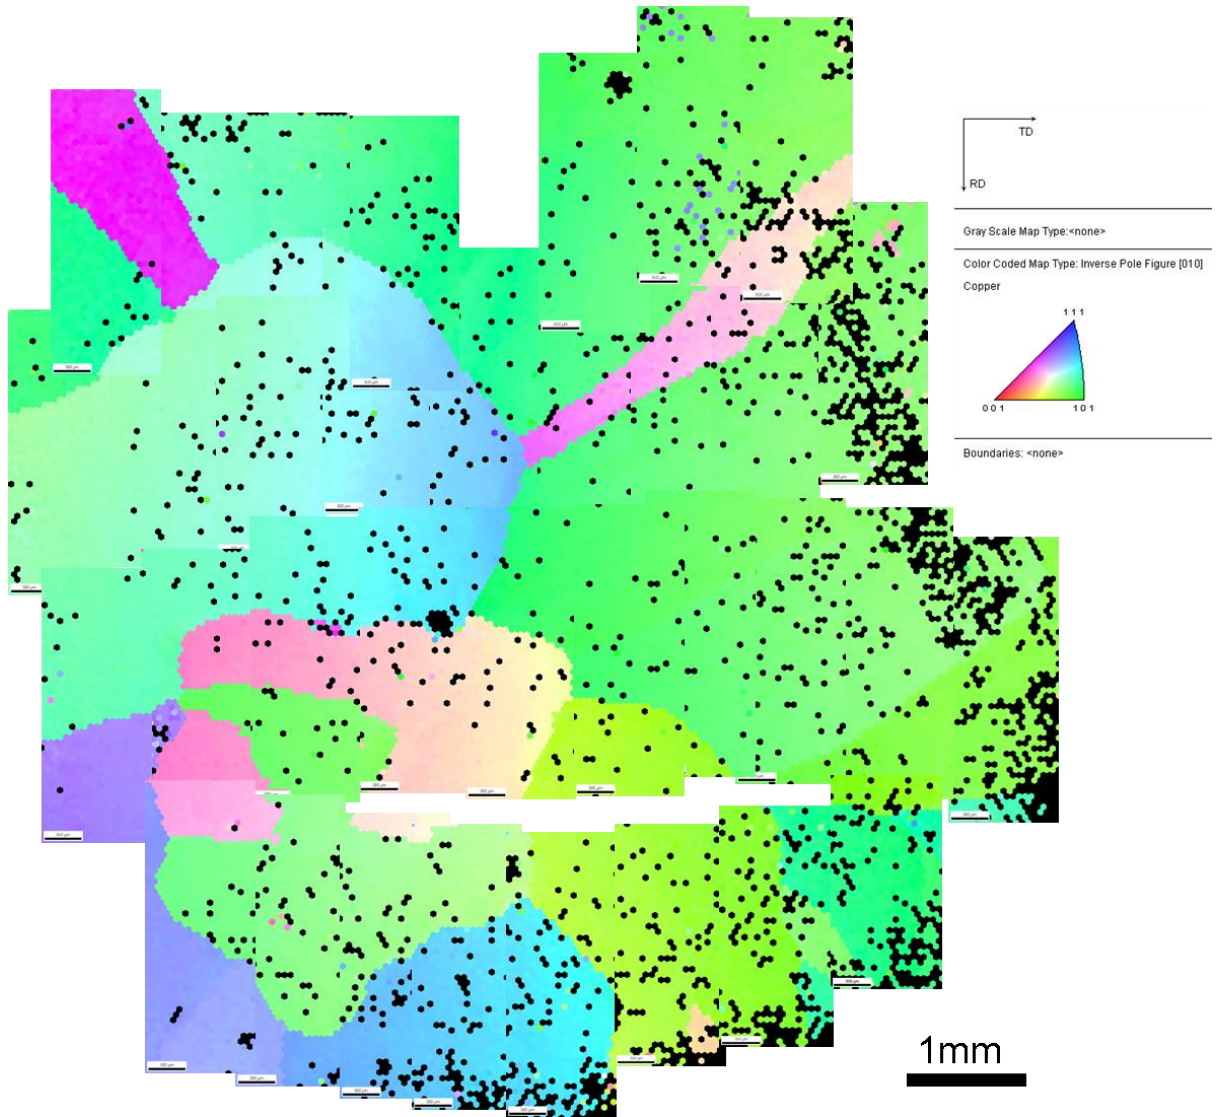 TD
RD
Gray Scale Map Type:<none>
Color Coded Map Type: Inverse Pole Figure [010]
Copper
1 1 1
0 0 1
1 0 1
Boundaries: <none>
1mm